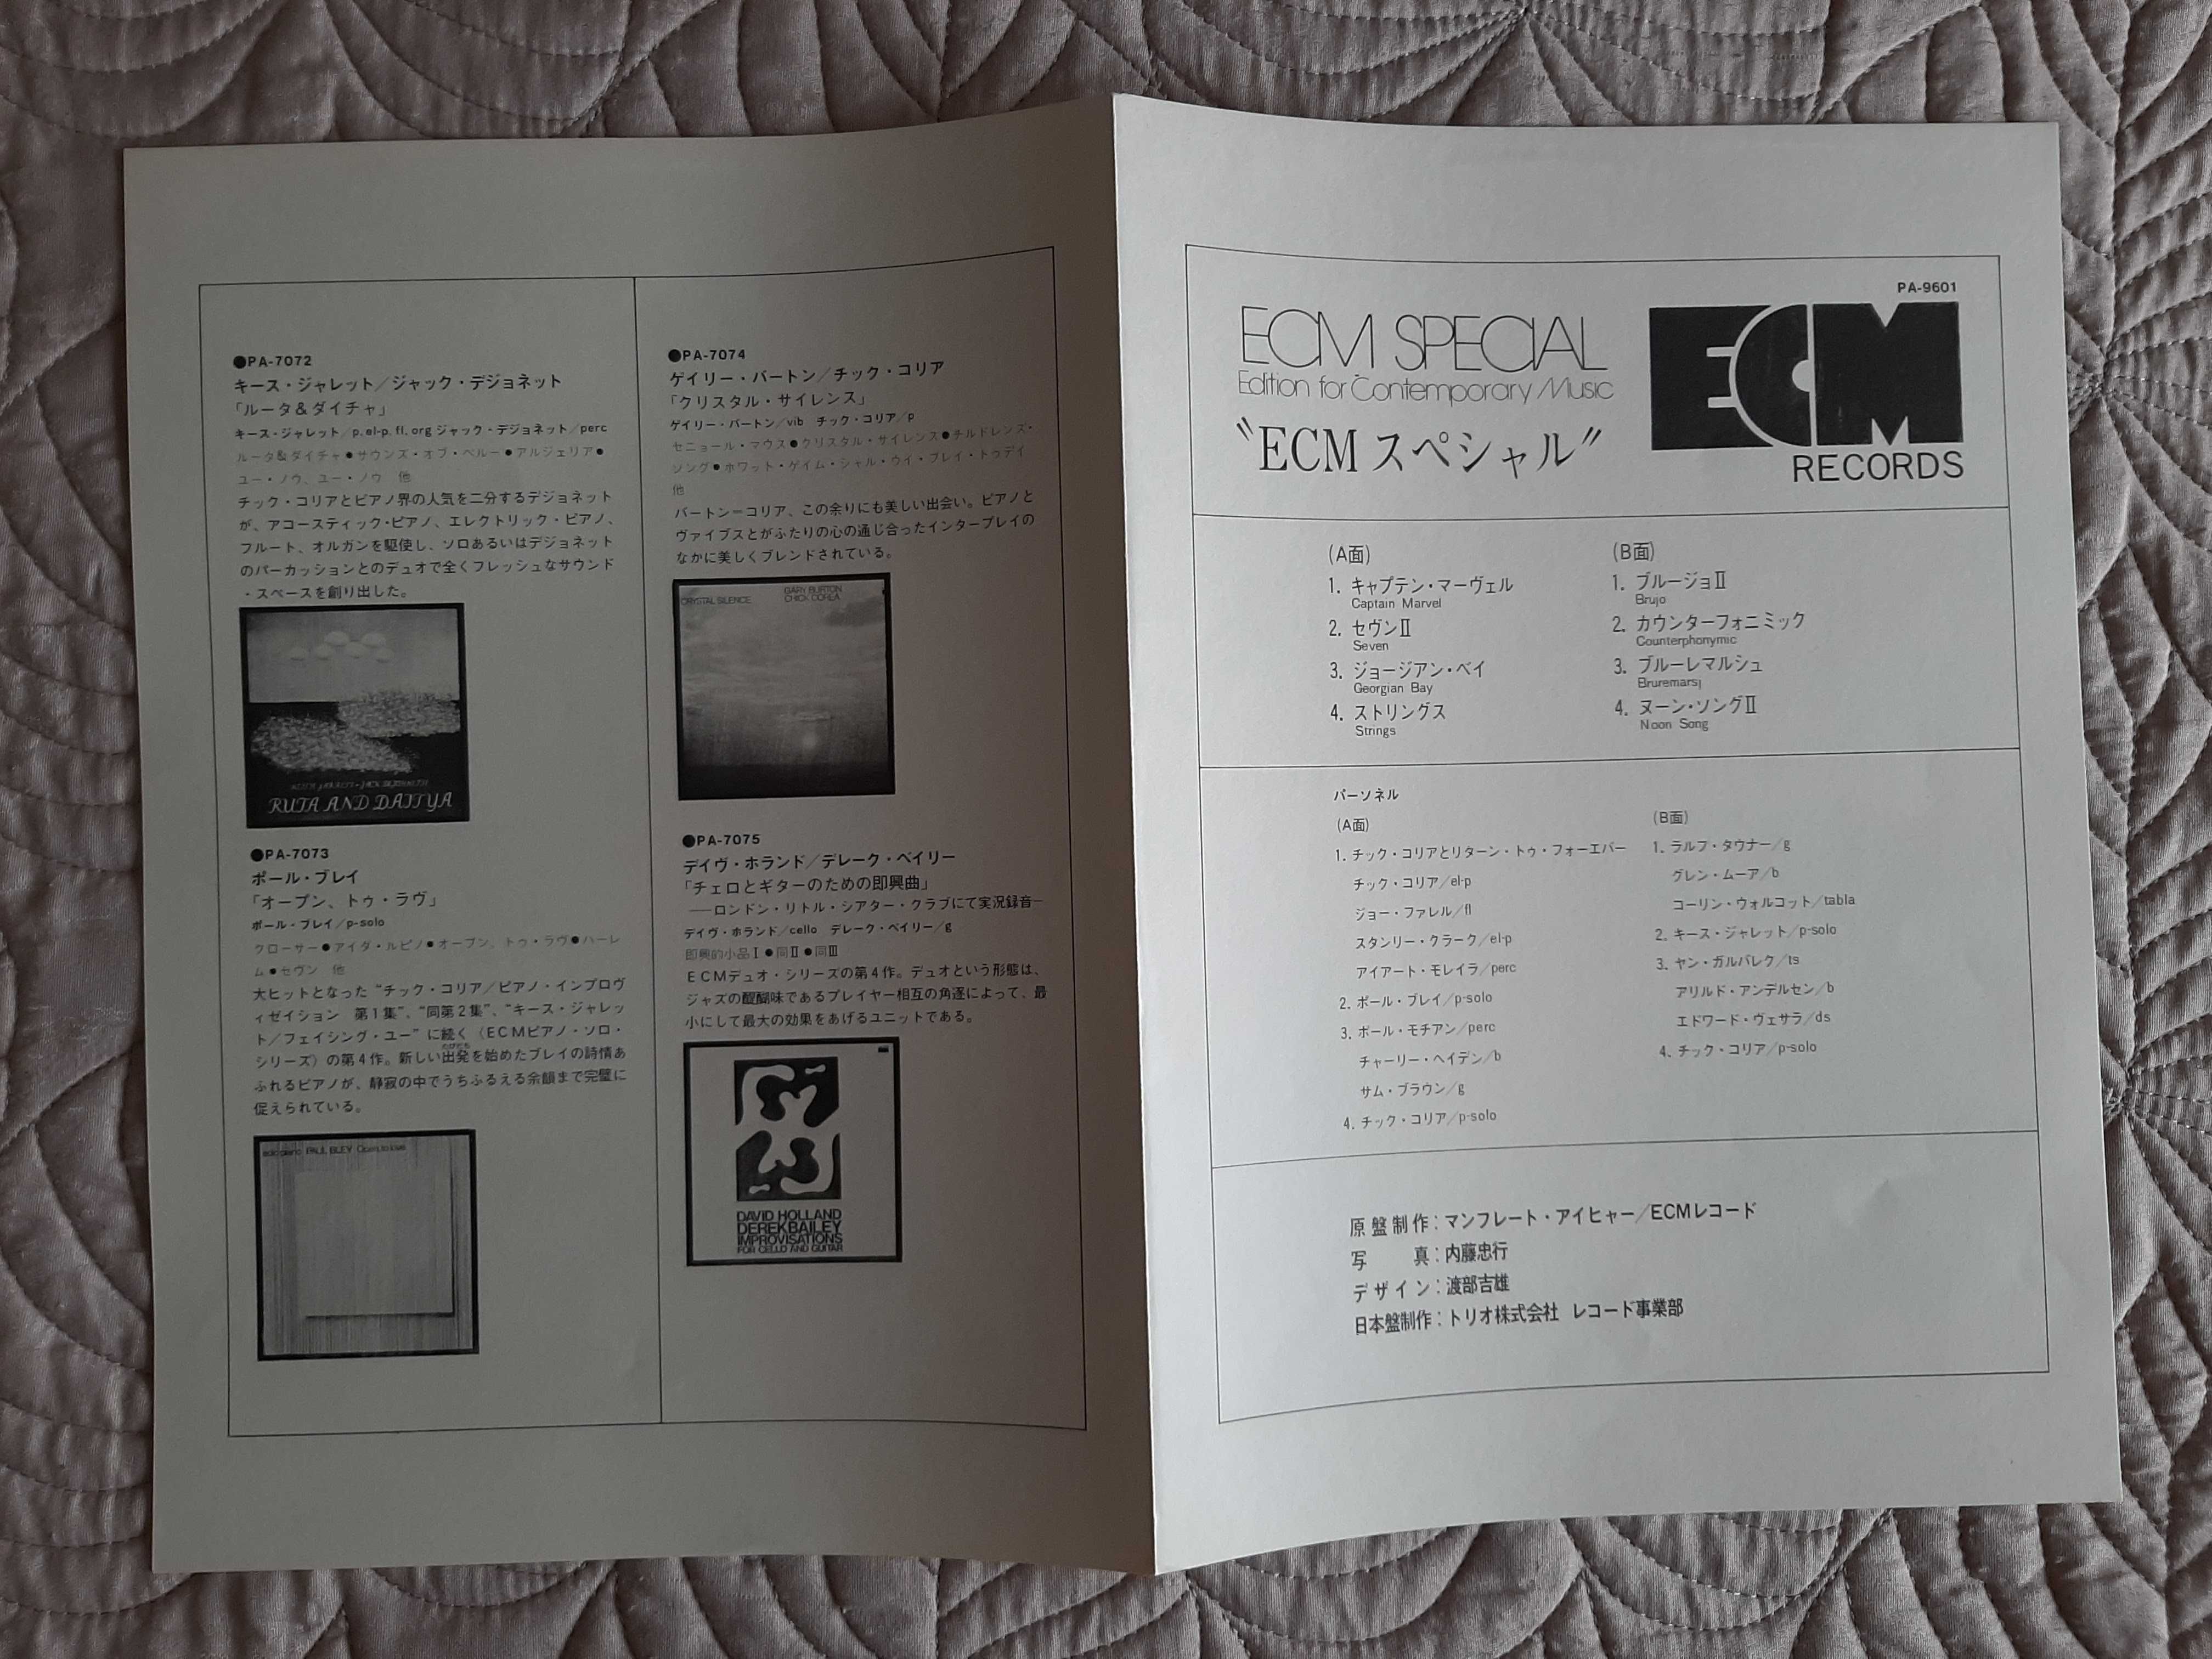 ●PA-7072
キース・ジャレット／ジャック・デジョネット
「ルータ＆ダイチャ」
キース・ジャレット／p, el-p, fl, org ジャック・デジョネット／perc
ルータ＆ダイチャ●サウンズ・オブ・ペルー●アルジェリア●
ユー・ノウ、ユー・ノウ　他
チック・コリアとピアノ界の人気を二分するデジョネット
が、アコースティック・ピアノ、エレクトリック・ピアノ、
フルート、オルガンを駆使し、ソロあるいはデジョネット
のパーカッションとのデュオで全くフレッシュなサウンド
・スペースを創り出した。
KEITH JARRETT - JACK DEJOHNETTE
RUTA AND DAITYA
●PA-7073
ポール・ブレイ
「オープン、トゥ・ラヴ」
ポール・ブレイ／p-solo
クローサー●アイダ・ルピノ●オープン、トゥ・ラヴ●ハーレ
ム●セヴン　他
大ヒットとなった“チック・コリア／ピアノ・インプロヴ
ィゼイション　第1集”、“同第2集”、“キース・ジャレッ
ト／フェイシング・ユー”に続く（ECMピアノ・ソロ・
シリーズ）の第4作。新しい出発を始めたブレイの詩情あ
ふれるピアノが、静寂の中でうちふるえる余韻まで完璧に
促えられている。
solo piano PAUL BLEY Open, to love
●PA-7074
ゲイリー・バートン／チック・コリア
「クリスタル・サイレンス」
ゲイリー・バートン／vib　チック・コリア／p
セニョール・マウス●クリスタル・サイレンス●チルドレンズ・
ソング●ホワット・ゲイム・シャル・ウイ・プレイ・トゥデイ
他
バートン－コリア、この余りにも美しい出会い。ピアノと
ヴァイブスとがふたりの心の通じ合ったインタープレイの
なかに美しくブレンドされている。
CRYSTAL SILENCE
GARY BURTON
CHICK COREA
●PA-7075
デイヴ・ホランド／デレーク・ベイリー
「チェロとギターのための即興曲」
――ロンドン・リトル・シアター・クラブにて実況録音―
デイヴ・ホランド／cello　デレーク・ベイリー／g
即興的小品Ⅰ●同Ⅱ●同Ⅲ
ECMデュオ・シリーズの第4作。デュオという形態は、
ジャズの醍醐味であるプレイヤー相互の角逐によって、最
小にして最大の効果をあげるユニットである。
DAVID HOLLAND
DEREK BAILEY
IMPROVISATIONS
FOR CELLO AND GUITAR
PA-9601
ECM SPECIAL
Edition for Contemporary Music
〝ECMスペシャル〟
ECM
RECORDS
(A面)
1. キャプテン・マーヴェル
Captain Marvel
2. セヴンⅡ
Seven
3. ジョージアン・ベイ
Georgian Bay
4. ストリングス
Strings
(B面)
1. ブルージョⅡ
Brujo
2. カウンターフォニミック
Counterphonymic
3. ブルーレマルシュ
Bruremarsj
4. ヌーン・ソングⅡ
Noon Song
パーソネル
(A面)
1. チック・コリアとリターン・トゥ・フォーエバー
チック・コリア／el-p
ジョー・ファレル／fl
スタンリー・クラーク／el-p
アイアート・モレイラ／perc
2. ポール・ブレイ／p-solo
3. ポール・モチアン／perc
チャーリー・ヘイデン／b
サム・ブラウン／g
4. チック・コリア／p-solo
(B面)
1. ラルフ・タウナー／g
グレン・ムーア／b
コーリン・ウォルコット／tabla
2. キース・ジャレット／p-solo
3. ヤン・ガルバレク／ts
アリルド・アンデルセン／b
エドワード・ヴェサラ／ds
4. チック・コリア／p-solo
原盤制作：マンフレート・アイヒャー／ECMレコード
写　　真：内藤忠行
デザイン：渡部吉雄
日本盤制作：トリオ株式会社　レコード事業部